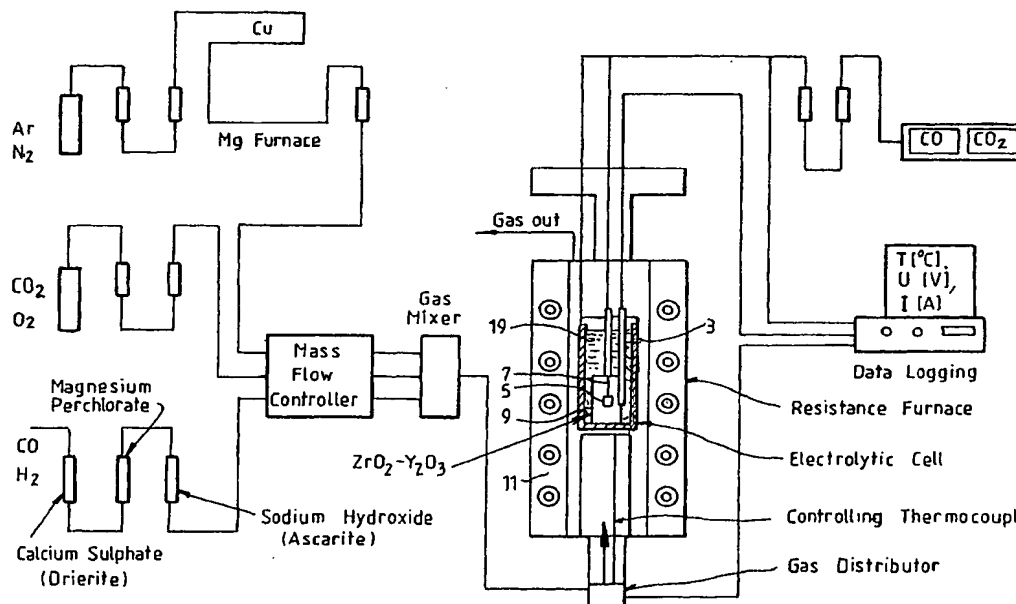 Cu
Ar
N2
Mg Furnace
CO CO2
Gas out
T [°C],
U [V],
I [A]
CO2
O2
Gas
Mixer
19 3
Mass
Flow
Controller
7
5
9
Data Logging
Magnesium
Perchlorate
Resistance Furnace
CO
H2
ZrO2-Y2O3
11
Electrolytic Cell
Sodium Hydroxide
(Ascarite)
Controlling Thermocoupl
Calcium Sulphate
(Drierite)
Gas Distributor